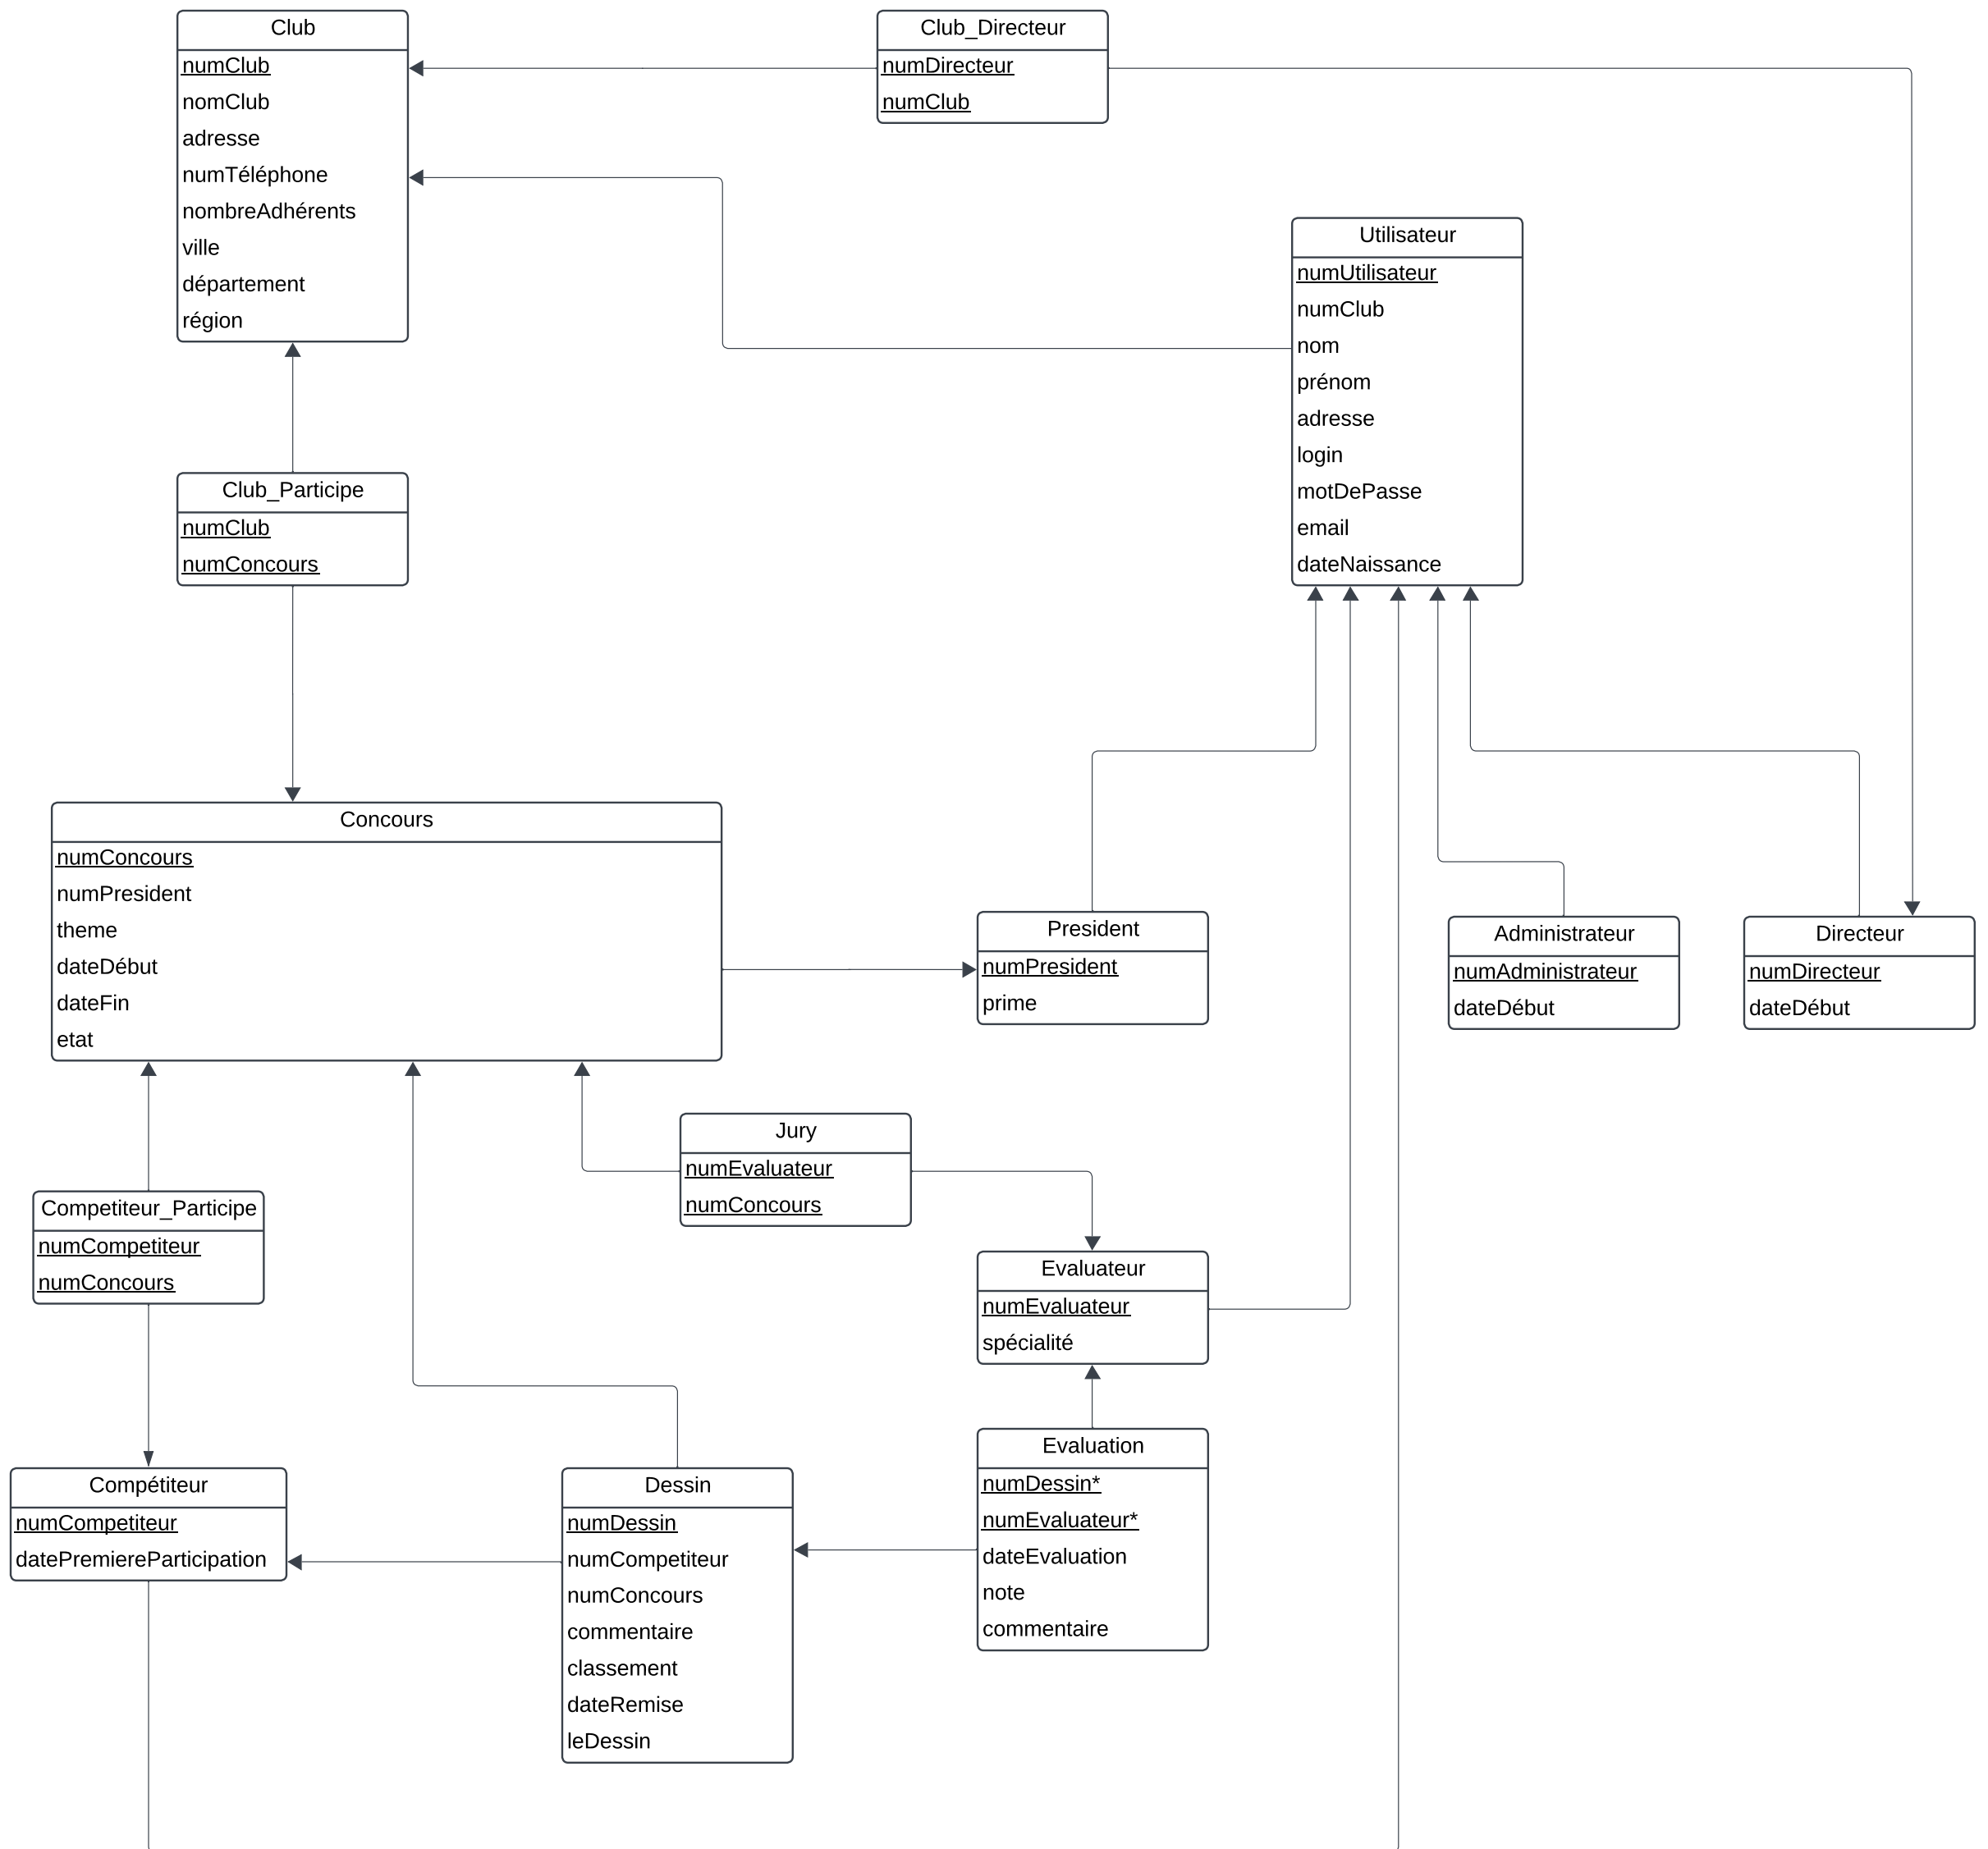 Club
numClub
nomClub
adresse
numTéléphone
nombreAdhérents
ville
département
région
Club_Directeur
numDirecteur
numClub
Utilisateur
numUtilisateur
numClub
nom
prénom
adresse
login
motDePasse
email
dateNaissance
Club_Participe
numClub
numConcours
Concours
numConcours
numPresident
theme
dateDébut
dateFin
etat
President
numPresident
prime
Administrateur
numAdministrateur
dateDébut
Directeur
numDirecteur
dateDébut
Jury
numEvaluateur
numConcours
Competiteur_Participe
numCompetiteur
numConcours
Evaluateur
numEvaluateur
spécialité
Compétiteur
numCompetiteur
datePremiereParticipation
Dessin
numDessin
numCompetiteur
numConcours
commentaire
classement
dateRemise
leDessin
Evaluation
numDessin*
numEvaluateur*
dateEvaluation
note
commentaire